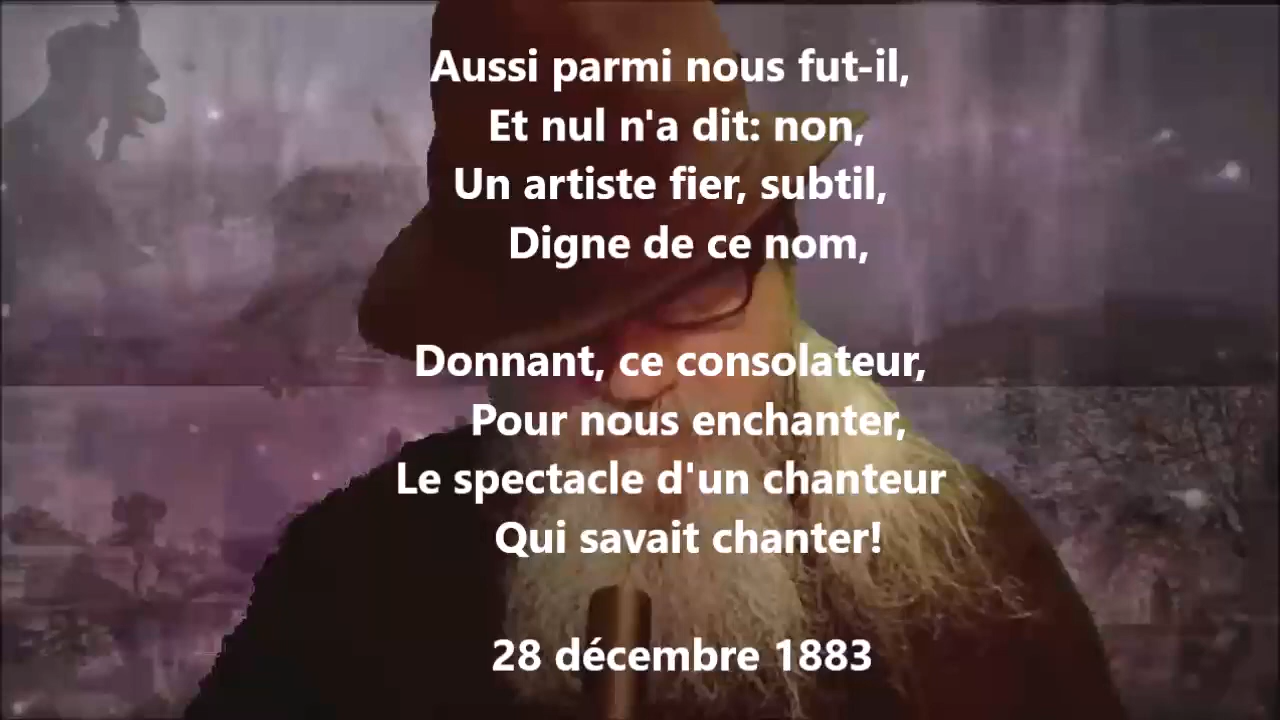 Aussi parmi nous fut-il,
Et nul n'a dit: non,
Un artiste fier, subtil,
Digne de ce nom,
Donnant, ce consolateur,
Pour nous enchanter,
Le spectacle d'un chanteur
Qui savait chanter!
28 décembre 1883